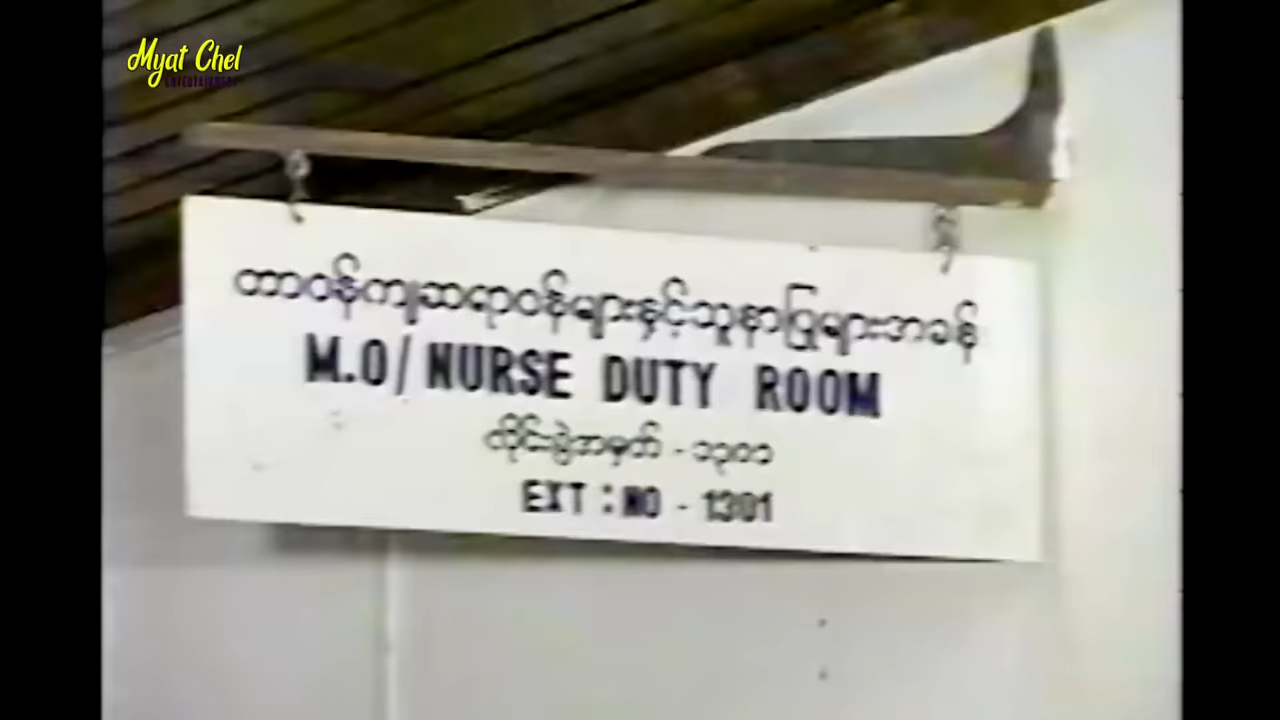 Myat Chel
ENTERTAINMENT
တာဝန်ကျဆရာဝန်များနှင့်သူနာပြုများအခန်း
M.O/ NURSE DUTY ROOM
လိုင်းခွဲအမှတ် - ၁၃၀၁
EXT : NO - 1301